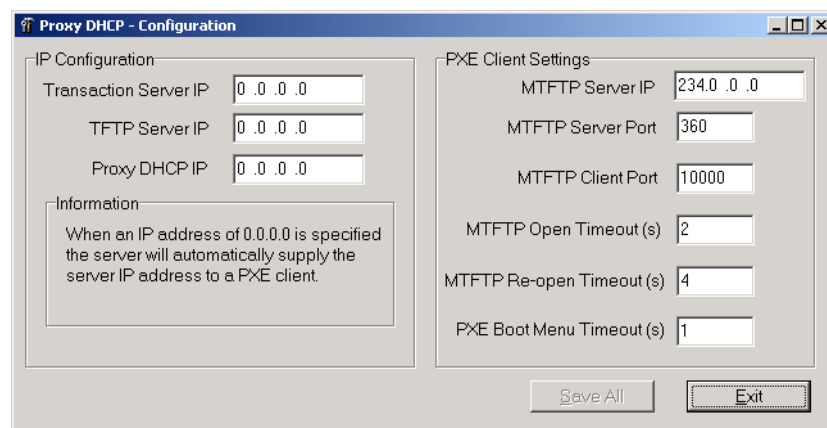 Proxy DHCP - Configuration
IP Configuration
Transaction Server IP 0 .0 .0 .0
TFTP Server IP 0 .0 .0 .0
Proxy DHCP IP 0 .0 .0 .0
Information
When an IP address of 0.0.0.0 is specified
the server will automatically supply the
server IP address to a PXE client.
PXE Client Settings
MTFTP Server IP 234.0 .0 .0
MTFTP Server Port 360
MTFTP Client Port 10000
MTFTP Open Timeout (s) 2
MTFTP Re-open Timeout (s) 4
PXE Boot Menu Timeout (s) 1
Save All Exit